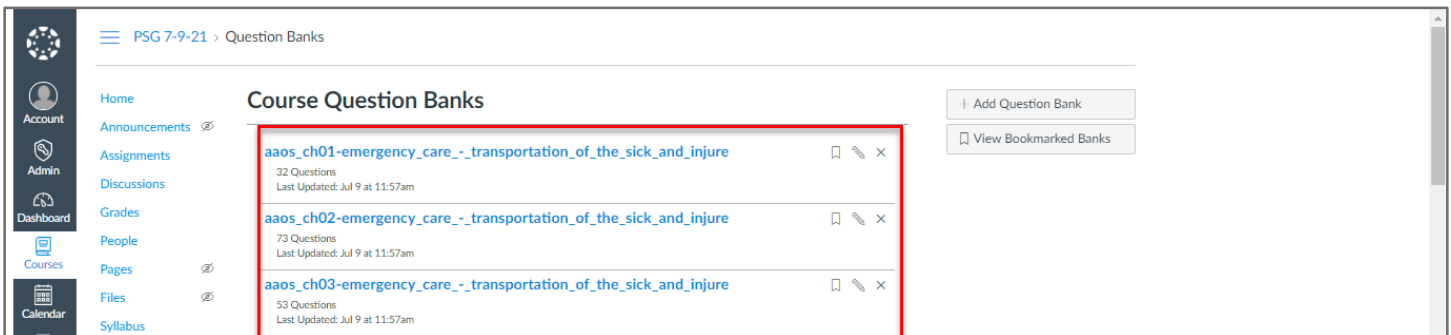 PSG 7-9-21 > Question Banks
Account
Admin
Dashboard
Courses
Calendar
Home
Announcements
Assignments
Discussions
Grades
People
Pages
Files
Syllabus
Course Question Banks
aaos_ch01-emergency_care_-_transportation_of_the_sick_and_injure
32 Questions
Last Updated: Jul 9 at 11:57am
aaos_ch02-emergency_care_-_transportation_of_the_sick_and_injure
73 Questions
Last Updated: Jul 9 at 11:57am
aaos_ch03-emergency_care_-_transportation_of_the_sick_and_injure
53 Questions
Last Updated: Jul 9 at 11:57am
+ Add Question Bank
View Bookmarked Banks